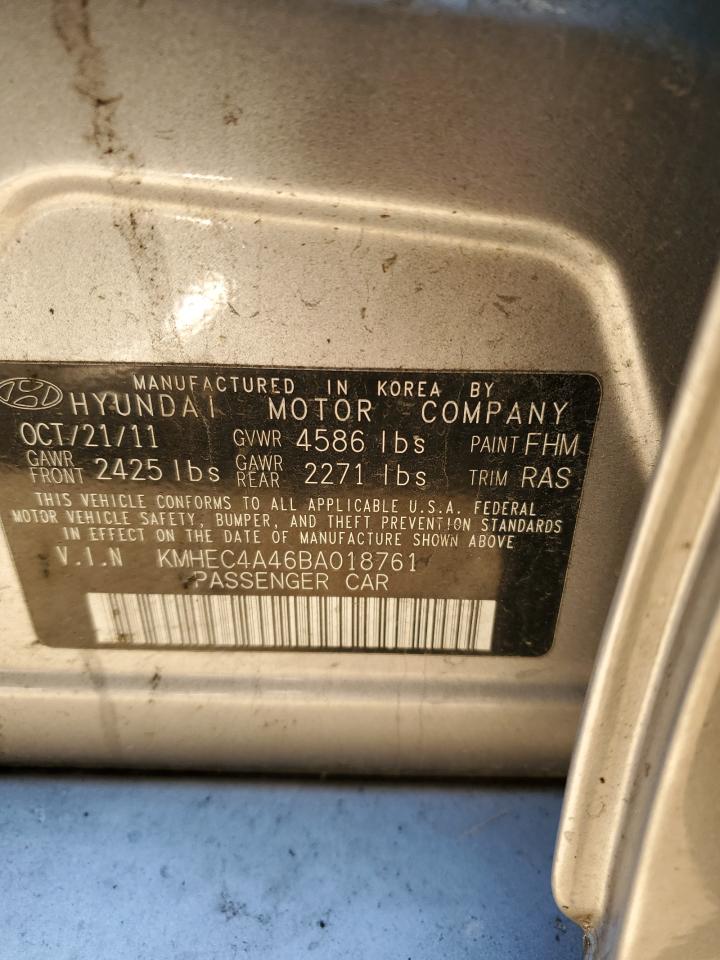 MANUFACTURED IN KOREA BY
HYUNDAI MOTOR COMPANY
OCT/21/11 GVWR 4586 lbs PAINT FHM
GAWR FRONT 2425 lbs GAWR REAR 2271 lbs TRIM RAS
THIS VEHICLE CONFORMS TO ALL APPLICABLE U.S.A. FEDERAL
MOTOR VEHICLE SAFETY, BUMPER, AND THEFT PREVENTION STANDARDS
IN EFFECT ON THE DATE OF MANUFACTURE SHOWN ABOVE
V.I.N KMHEC4A46BA018761
PASSENGER CAR